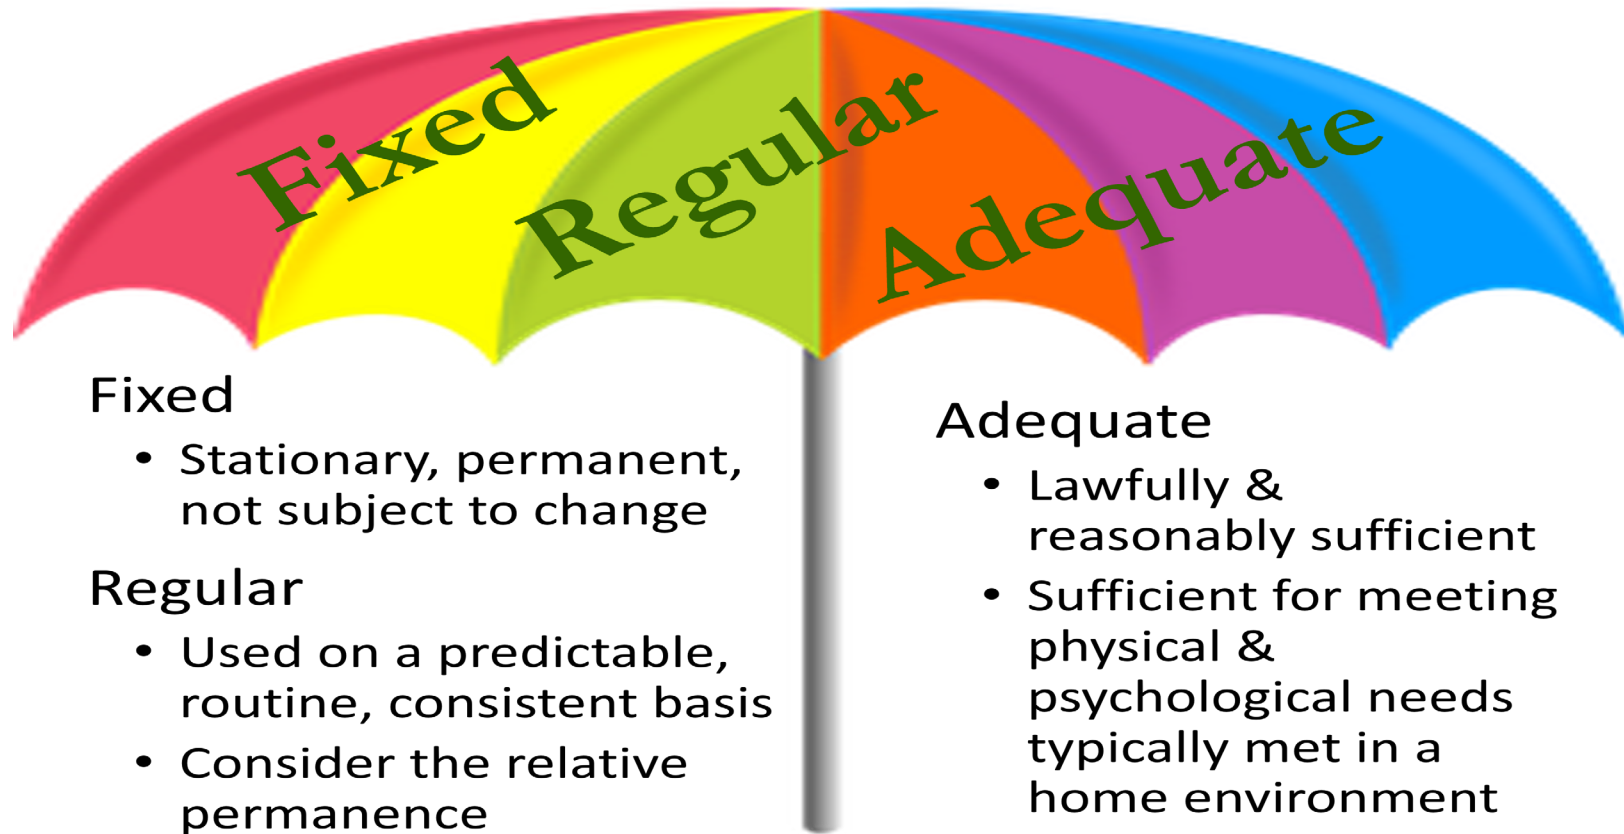 Fixed
Regular
Adequate
Fixed
• Stationary, permanent,
not subject to change
Regular
• Used on a predictable,
routine, consistent basis
• Consider the relative
permanence
Adequate
• Lawfully &
reasonably sufficient
• Sufficient for meeting
physical &
psychological needs
typically met in a
home environment